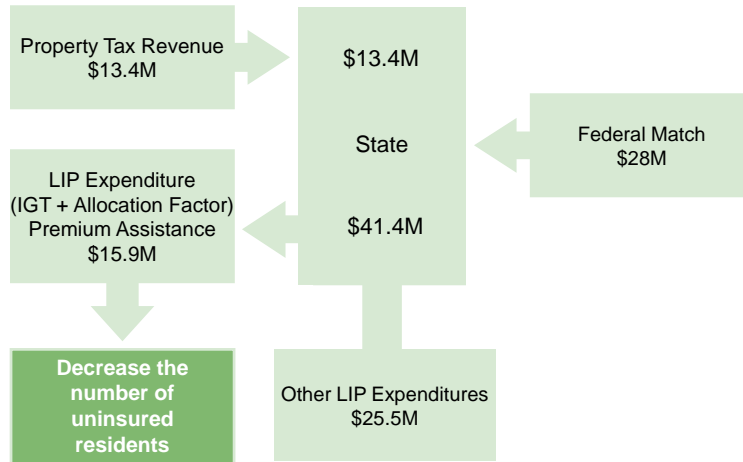 Property Tax Revenue
$13.4M
$13.4M
State
$41.4M
Federal Match
$28M
LIP Expenditure
(IGT + Allocation Factor)
Premium Assistance
$15.9M
Decrease the
number of
uninsured
residents
Other LIP Expenditures
$25.5M